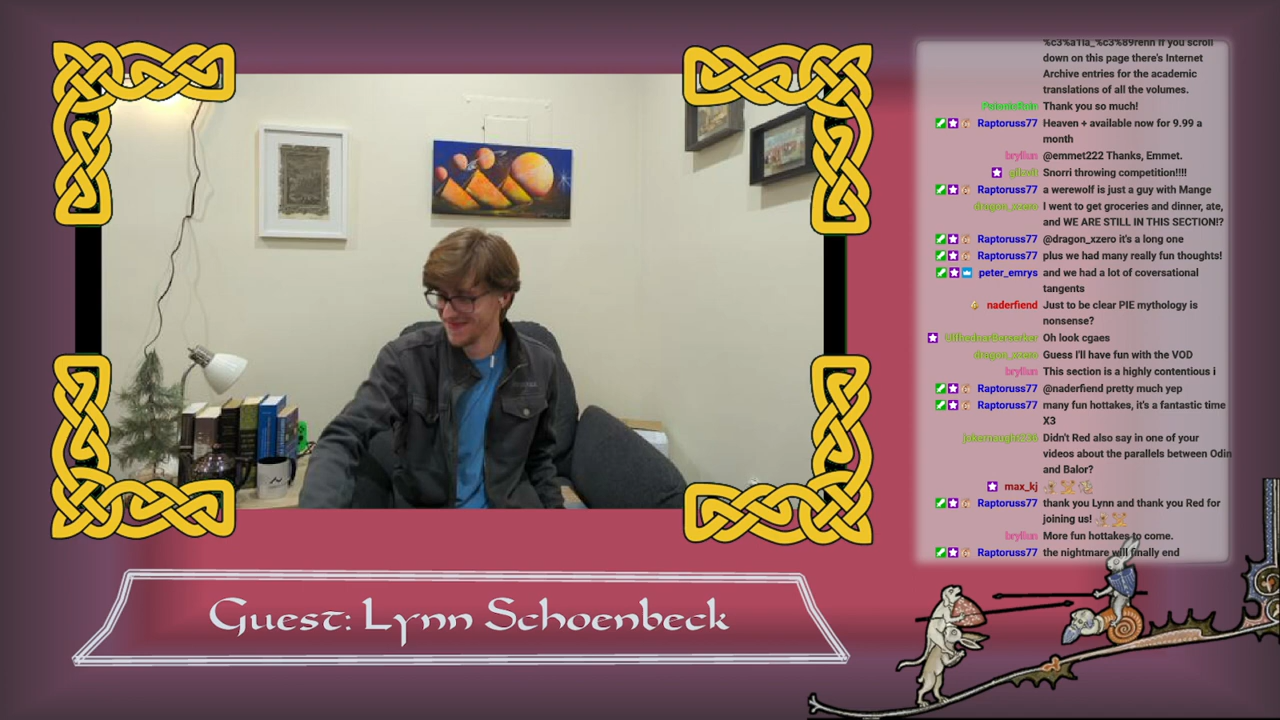 %c3%a1la_%c3%89renn If you scroll
down on this page there's Internet
Archive entries for the academic
translations of all the volumes.
Thank you so much!
Raptoruss77 Heaven + available now for 9.99 a
month
bryllun @emmet222 Thanks, Emmet.
Snorri throwing competition!!!!
Raptoruss77 a werewolf is just a guy with Mange
dragon_xzero I went to get groceries and dinner, ate,
and WE ARE STILL IN THIS SECTION!?
Raptoruss77 @dragon_xzero it's a long one
Raptoruss77 plus we had many really fun thoughts!
peter_emrys and we had a lot of coversational
tangents
naderfiend Just to be clear PIE mythology is
nonsense?
Oh look cgaes
dragon_xzero Guess I'll have fun with the VOD
bryllun This section is a highly contentious i
Raptoruss77 @naderfiend pretty much yep
Raptoruss77 many fun hottakes, it's a fantastic time
X3
Didn't Red also say in one of your
videos about the parallels between Odin
and Balor?
max_kj
Raptoruss77 thank you Lynn and thank you Red for
joining us!
bryllun More fun hottakes to come.
Raptoruss77 the nightmare will finally end
Guest: Lynn Schoenbeck